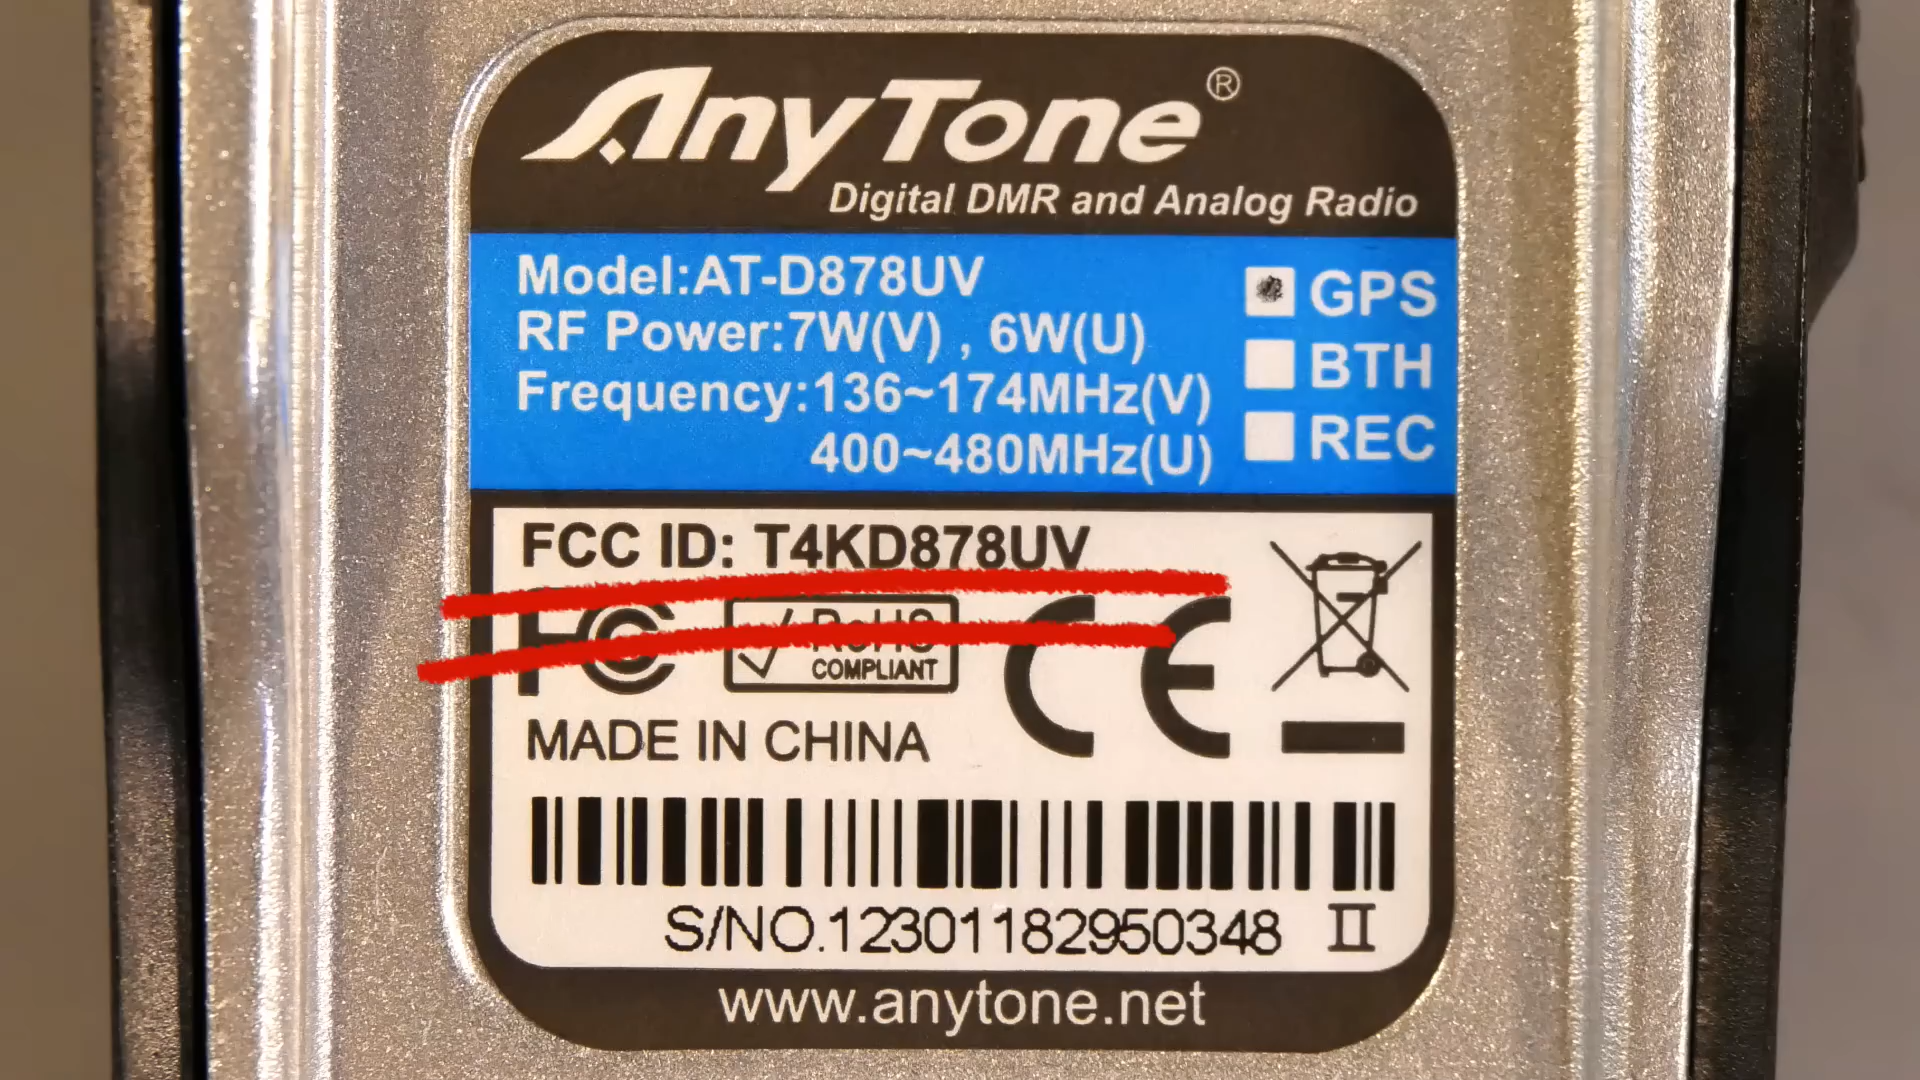 AnyTone®
Digital DMR and Analog Radio
Model:AT-D878UV
RF Power:7W(V) , 6W(U)
Frequency:136~174MHz(V)
400~480MHz(U)
GPS
BTH
REC
FCC ID: T4KD878UV
FC RoHS COMPLIANT CE
MADE IN CHINA
S/NO.12301182950348 II
www.anytone.net